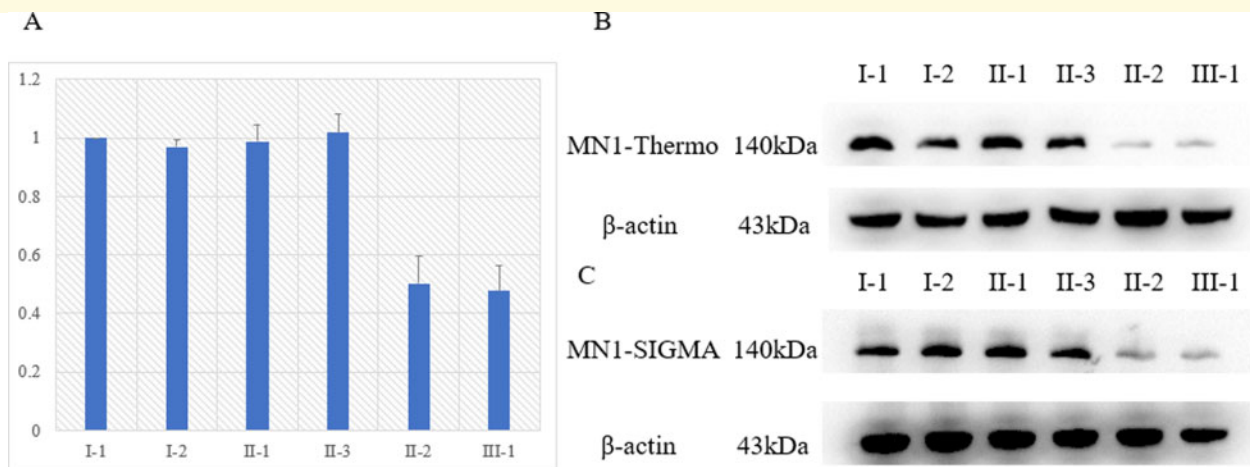 A
1.2
1
0.8
0.6
0.4
0.2
0
I-1 I-2 II-1 II-3 II-2 III-1
B
I-1 I-2 II-1 II-3 II-2 III-1
MN1-Thermo 140kDa
β-actin 43kDa
C
I-1 I-2 II-1 II-3 II-2 III-1
MN1-SIGMA 140kDa
β-actin 43kDa